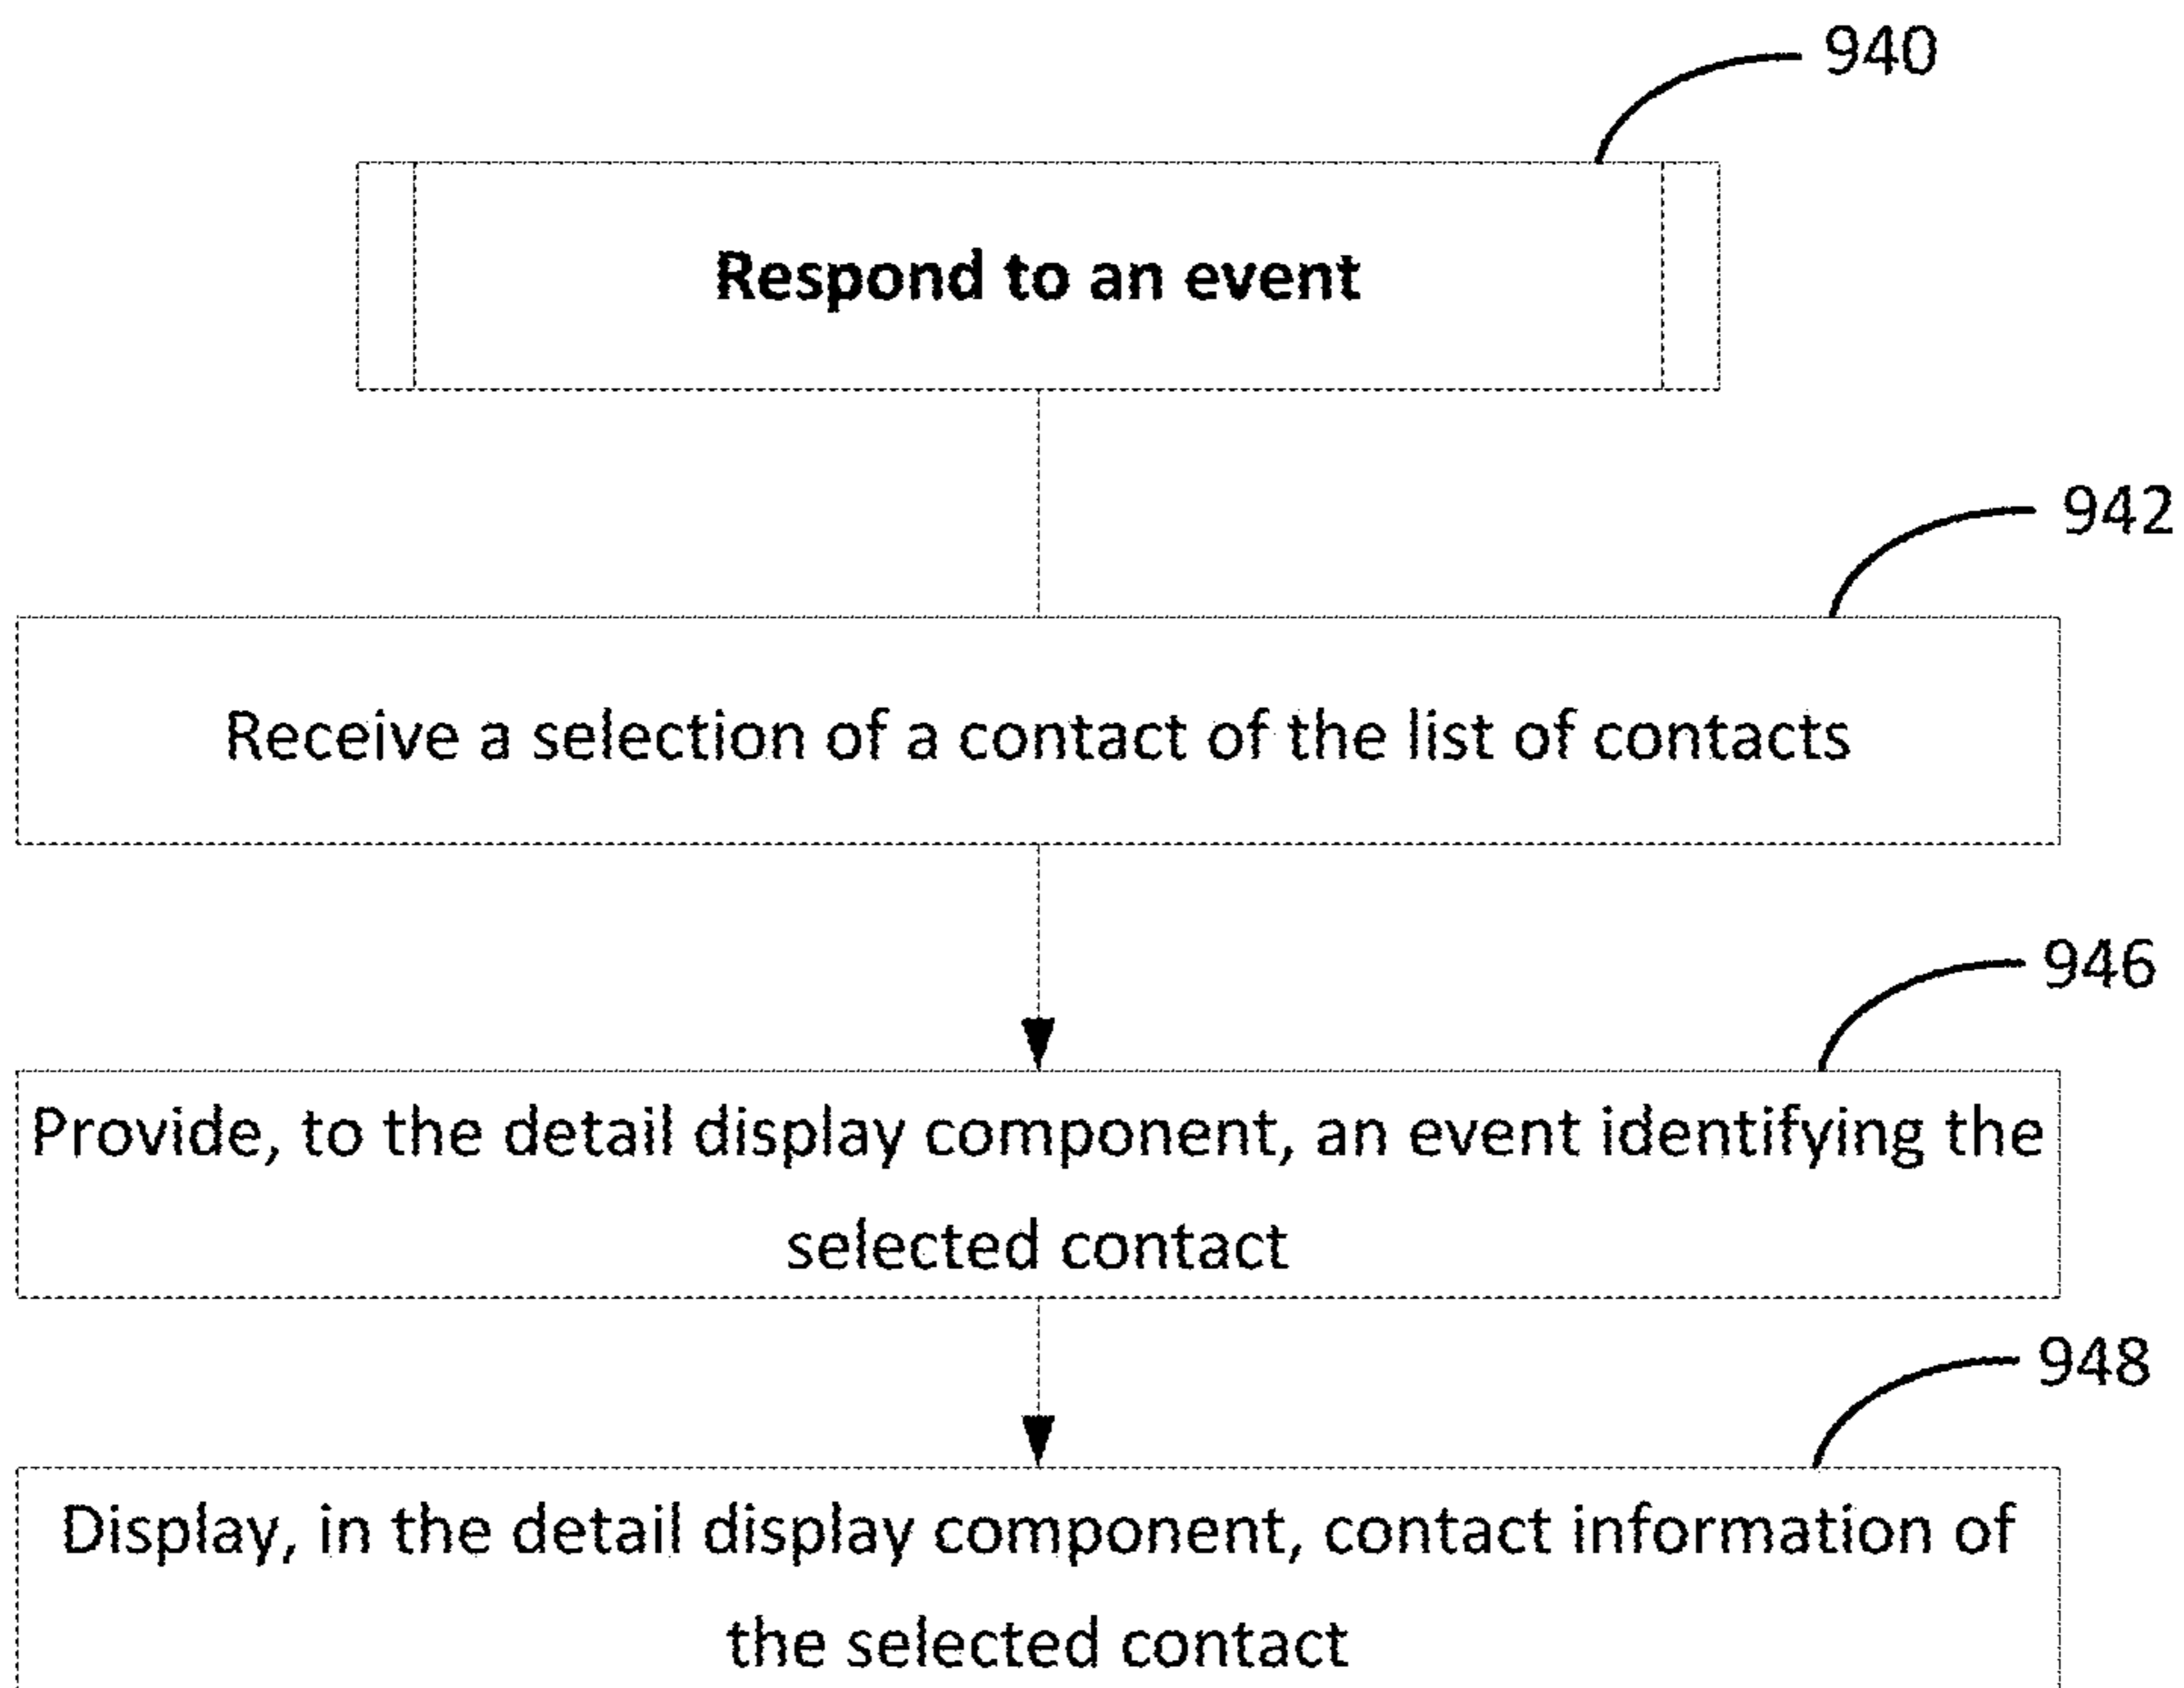 940
Respond to an event
942
Receive a selection of a contact of the list of contacts
946
Provide, to the detail display component, an event identifying the
selected contact
948
Display, in the detail display component, contact information of
the selected contact